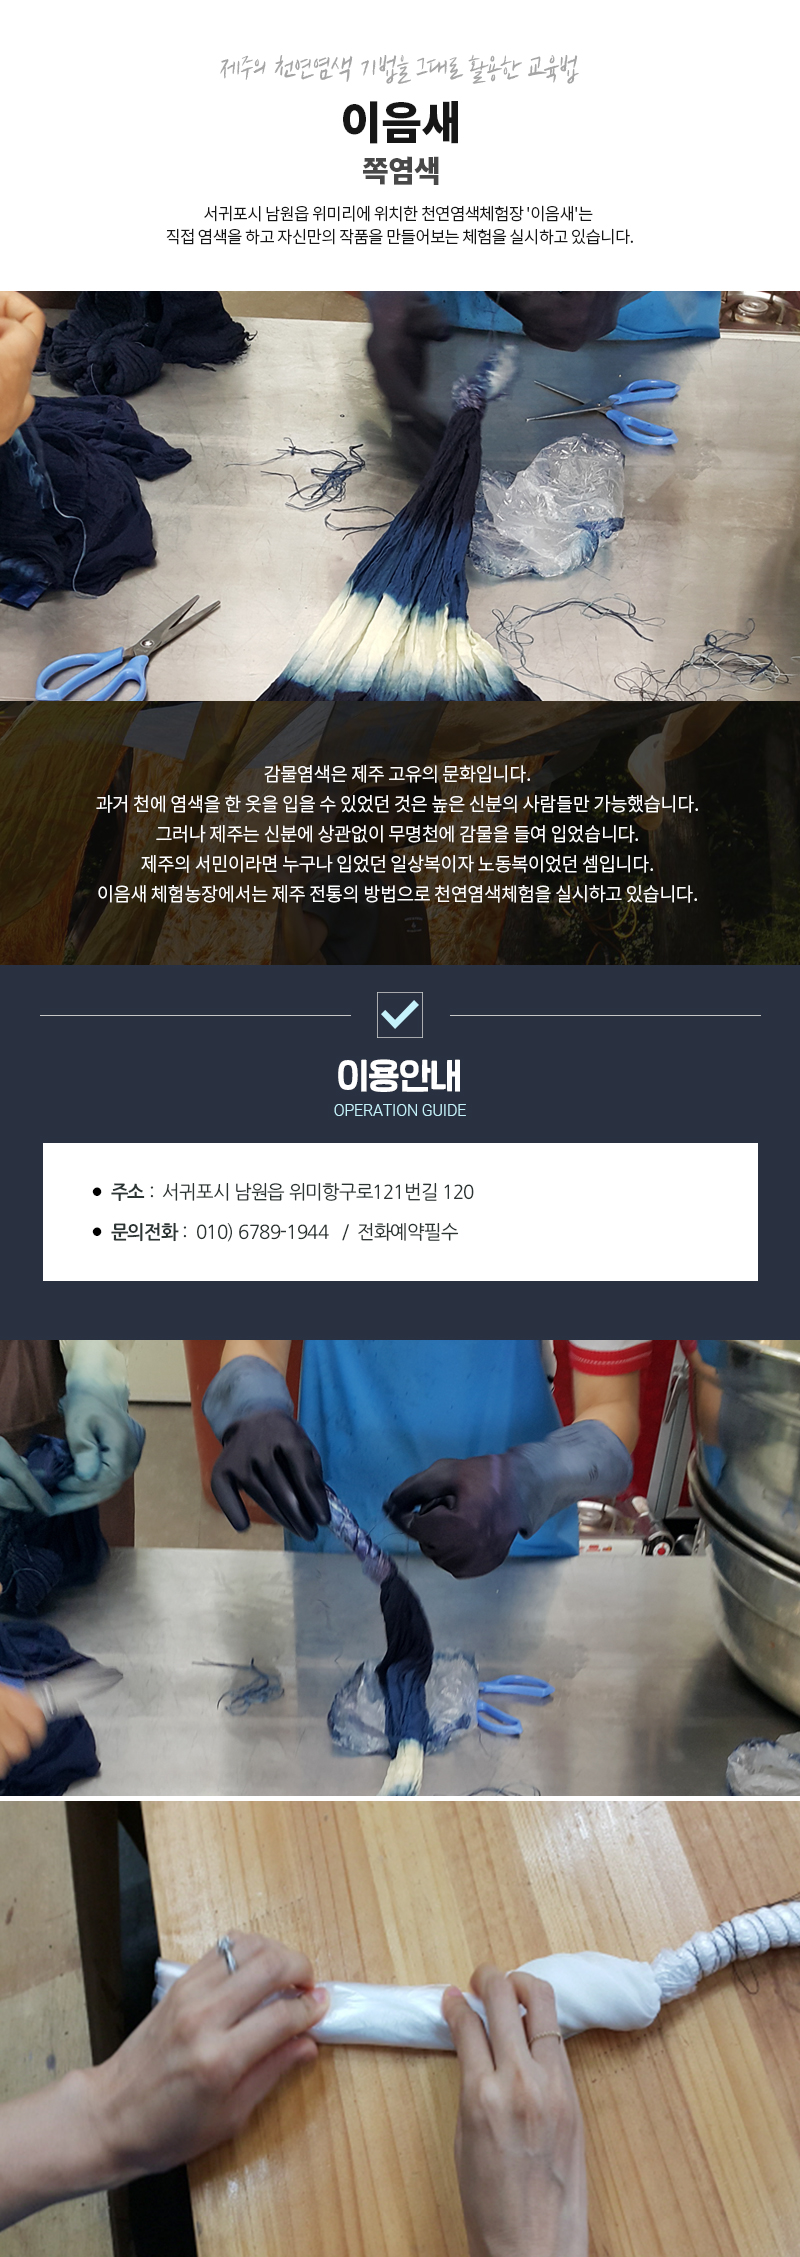 제주의 천연염색 기법을 그대로 활용한 교육법
이음새
쪽염색
서귀포시 남원읍 위미리에 위치한 천연염색체험장 '이음새'는
직접 염색을 하고 자신만의 작품을 만들어보는 체험을 실시하고 있습니다.
감물염색은 제주 고유의 문화입니다.
과거 천에 염색을 한 옷을 입을 수 있었던 것은 높은 신분의 사람들만 가능했습니다.
그러나 제주는 신분에 상관없이 무명천에 감물을 들여 입었습니다.
제주의 서민이라면 누구나 입었던 일상복이자 노동복이었던 셈입니다.
이음새 체험농장에서는 제주 전통의 방법으로 천연염색체험을 실시하고 있습니다.
이용안내
OPERATION GUIDE
● 주소 : 서귀포시 남원읍 위미항구로121번길 120
● 문의전화 : 010) 6789-1944 / 전화예약필수